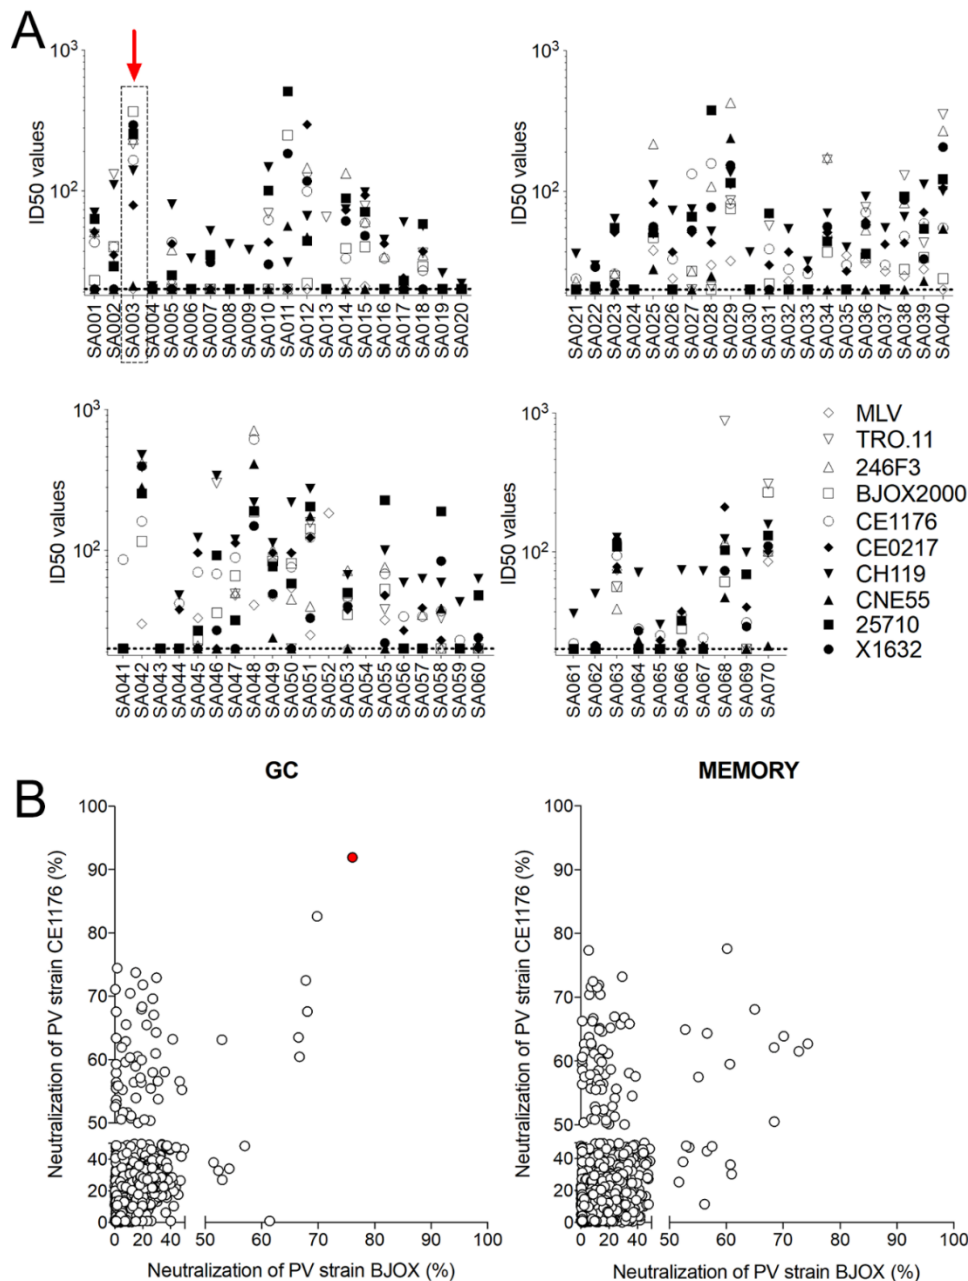 A
10³
10²
ID50 values
SA001
SA002
SA003
SA004
SA005
SA006
SA007
SA008
SA009
SA010
SA011
SA012
SA013
SA014
SA015
SA016
SA017
SA018
SA019
SA020
10³
10²
ID50 values
SA021
SA022
SA023
SA024
SA025
SA026
SA027
SA028
SA029
SA030
SA031
SA032
SA033
SA034
SA035
SA036
SA037
SA038
SA039
SA040
10³
10²
ID50 values
SA041
SA042
SA043
SA044
SA045
SA046
SA047
SA048
SA049
SA050
SA051
SA052
SA053
SA054
SA055
SA056
SA057
SA058
SA059
SA060
10³
10²
ID50 values
SA061
SA062
SA063
SA064
SA065
SA066
SA067
SA068
SA069
SA070
MLV
TRO.11
246F3
BJOX2000
CE1176
CE0217
CH119
CNE55
25710
X1632
B
GC
100
90
80
70
60
50
40
20
0
Neutralization of PV strain CE1176 (%)
0 20 40 50 60 70 80 90 100
Neutralization of PV strain BJOX (%)
MEMORY
100
90
80
70
60
50
40
20
0
Neutralization of PV strain CE1176 (%)
0 20 40 50 60 70 80 90 100
Neutralization of PV strain BJOX (%)